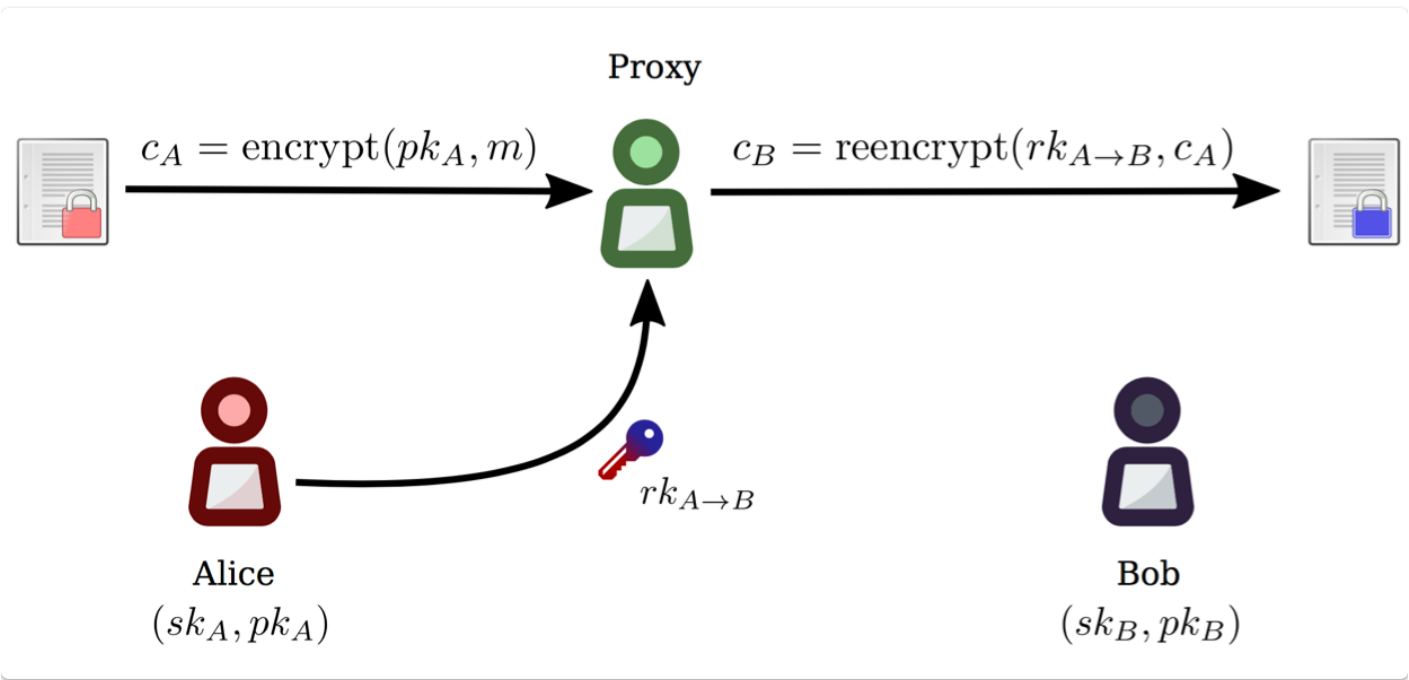 Proxy
c_A = encrypt(pk_A, m)
c_B = reencrypt(rk_{A→B}, c_A)
rk_{A→B}
Alice
(sk_A, pk_A)
Bob
(sk_B, pk_B)